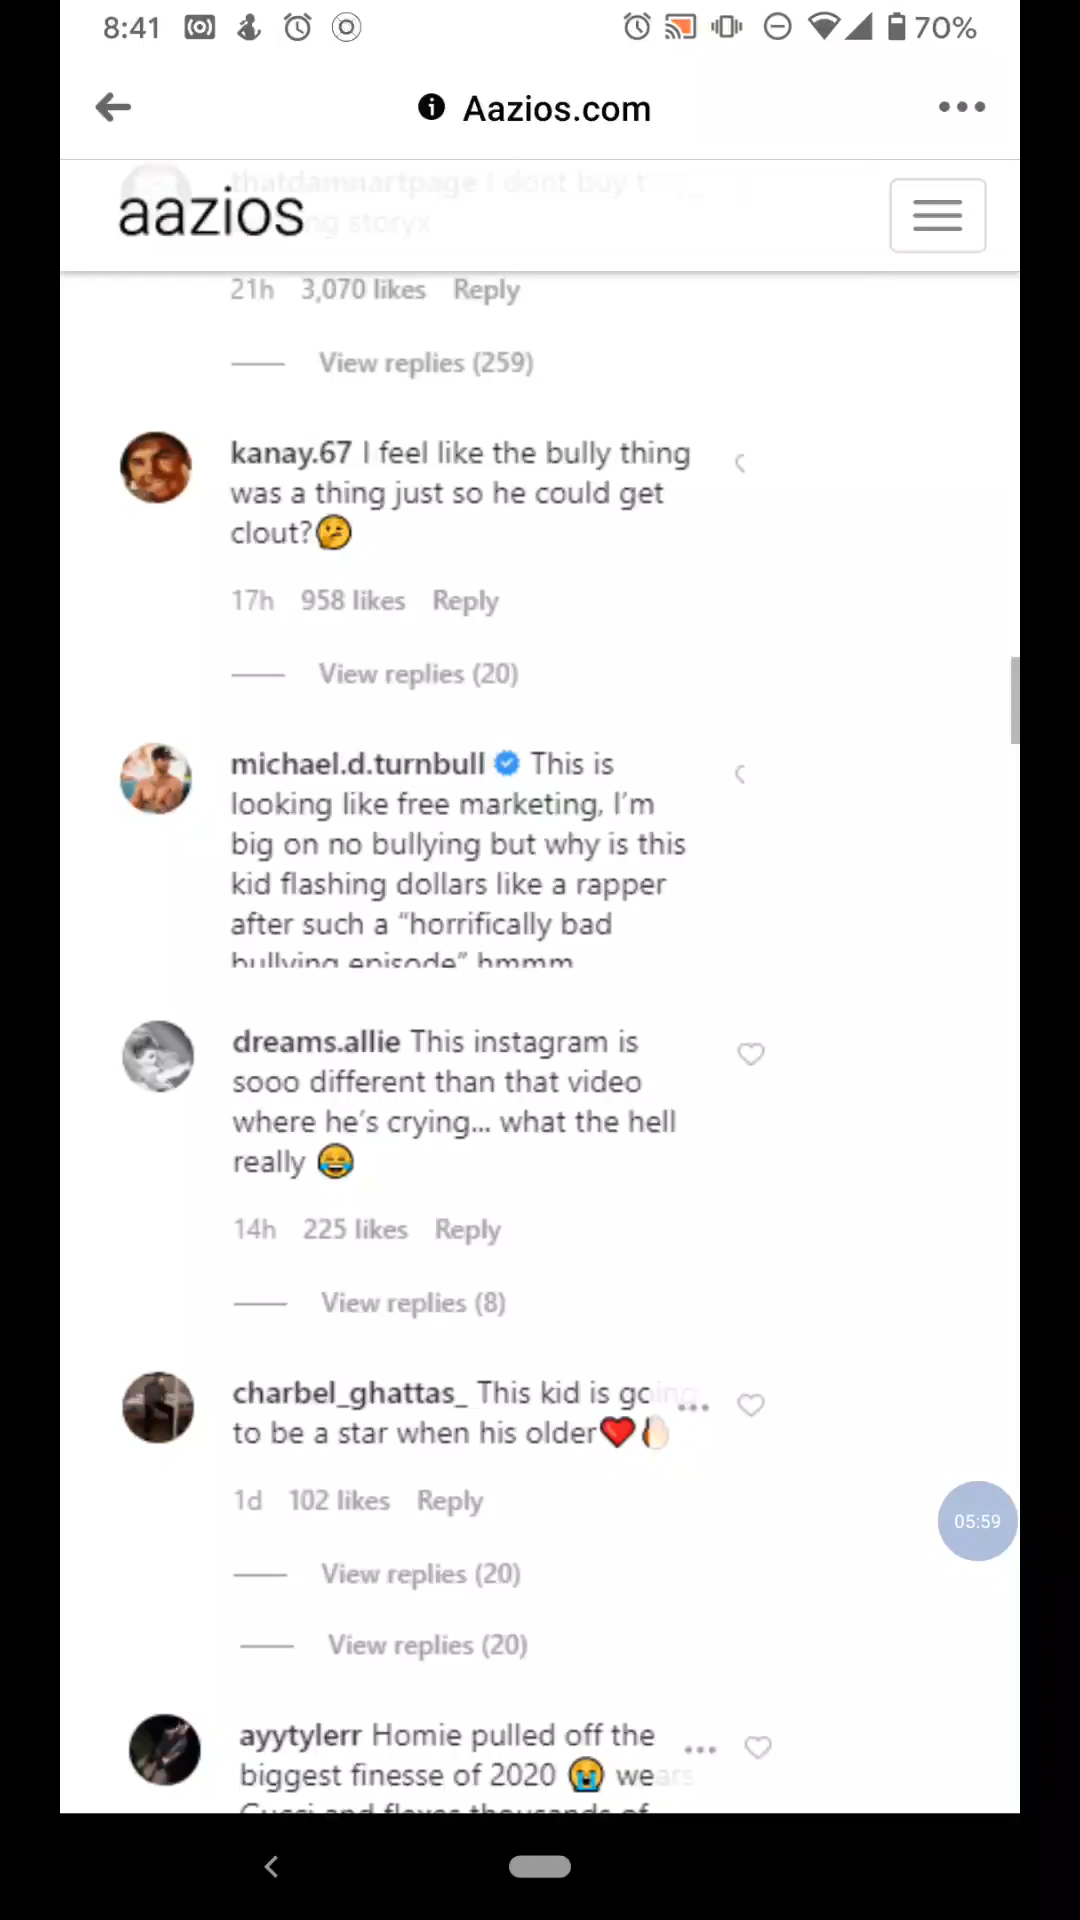 8:41
70%
Aazios.com
thatdamnartpage I dont buy t
aazios
ng storyx
21h 3,070 likes Reply
View replies (259)
kanay.67 I feel like the bully thing
was a thing just so he could get
clout?🤔
17h 958 likes Reply
View replies (20)
michael.d.turnbull This is
looking like free marketing, I'm
big on no bullying but why is this
kid flashing dollars like a rapper
after such a "horrifically bad
bullying episode" hmmm
dreams.allie This instagram is
sooo different than that video
where he's crying... what the hell
really 😂
14h 225 likes Reply
View replies (8)
charbel_ghattas_ This kid is going
to be a star when his older❤️
1d 102 likes Reply
05:59
View replies (20)
View replies (20)
ayytylerr Homie pulled off the
biggest finesse of 2020 😭 wears
Gucci and flexes thousands of